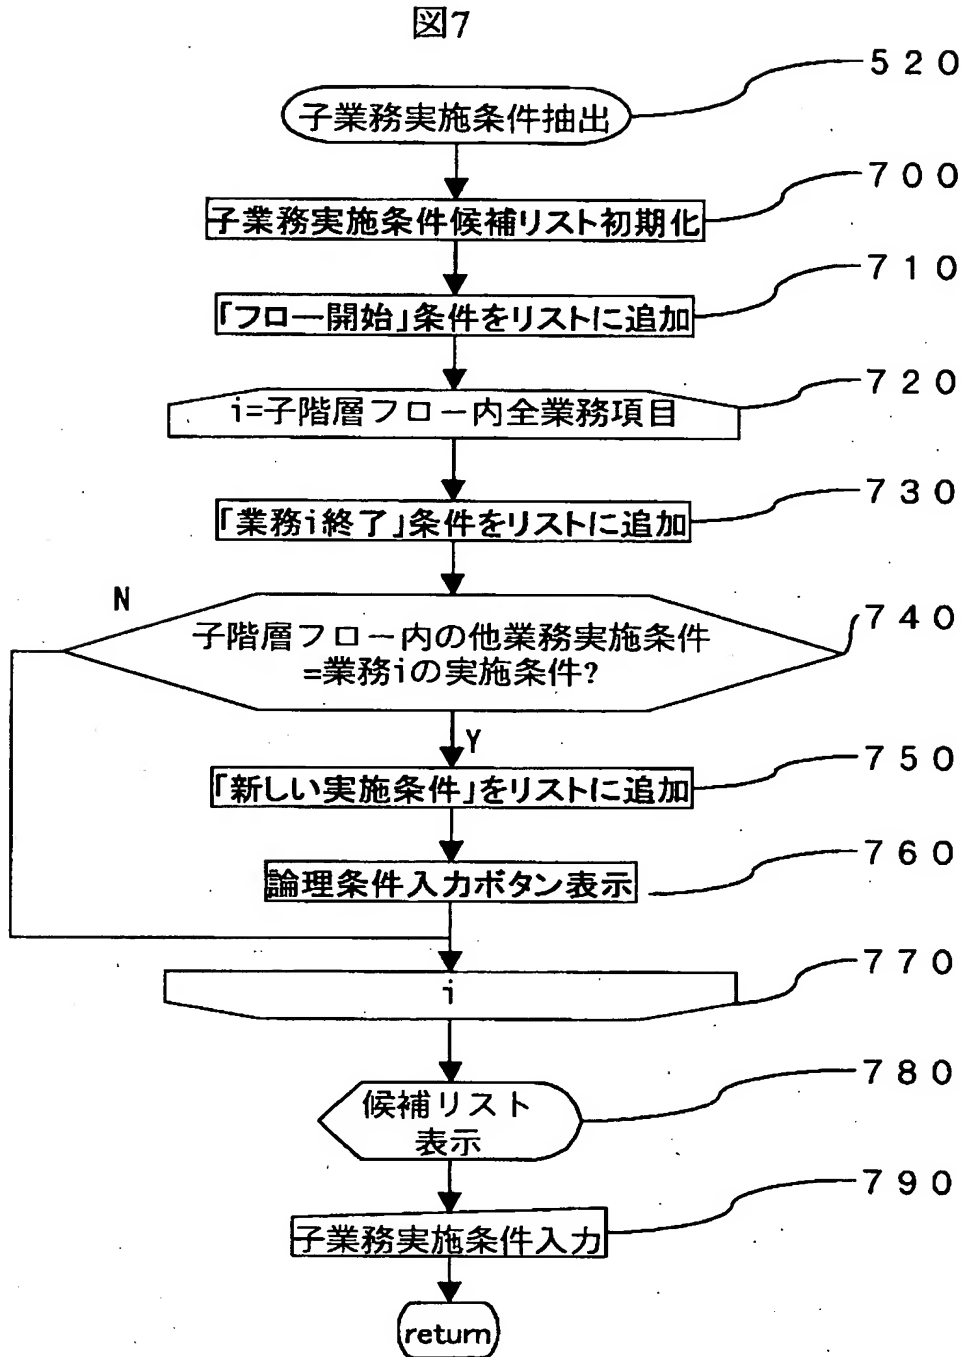 図7
520
子業務実施条件抽出
700
子業務実施条件候補リスト初期化
710
「フロー開始」条件をリストに追加
720
i=子階層フロー内全業務項目
730
「業務i終了」条件をリストに追加
N
740
子階層フロー内の他業務実施条件
=業務iの実施条件?
Y
750
「新しい実施条件」をリストに追加
760
論理条件入力ボタン表示
770
i
780
候補リスト
表示
790
子業務実施条件入力
return